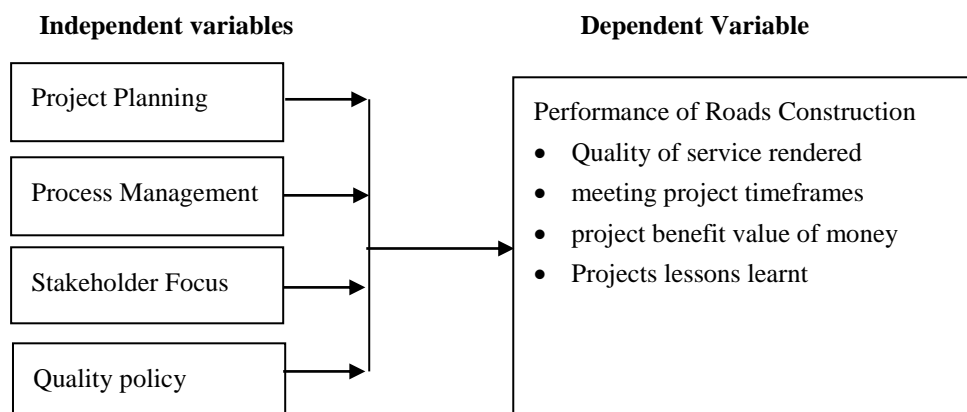 Independent variables
Dependent Variable
Project Planning
Process Management
Stakeholder Focus
Quality policy
Performance of Roads Construction
• Quality of service rendered
• meeting project timeframes
• project benefit value of money
• Projects lessons learnt